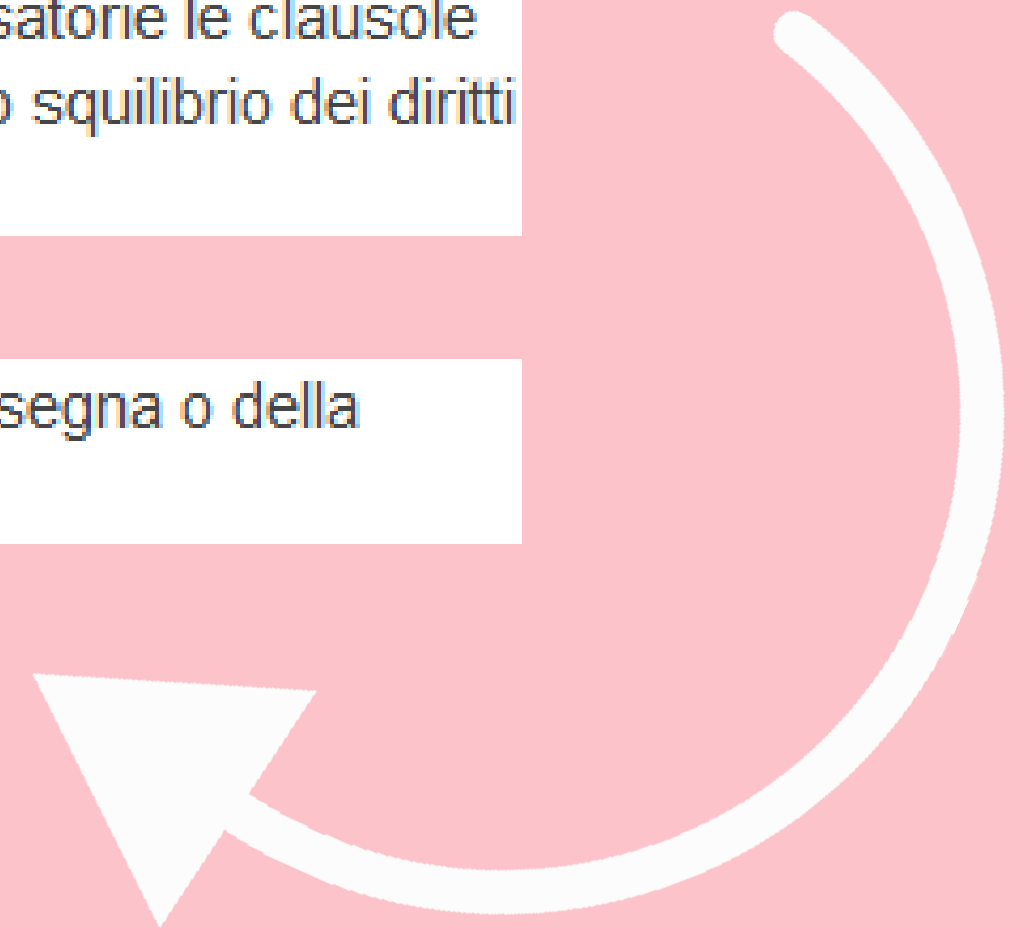 satorie le clausole
o squilibrio dei diritti
segna o della